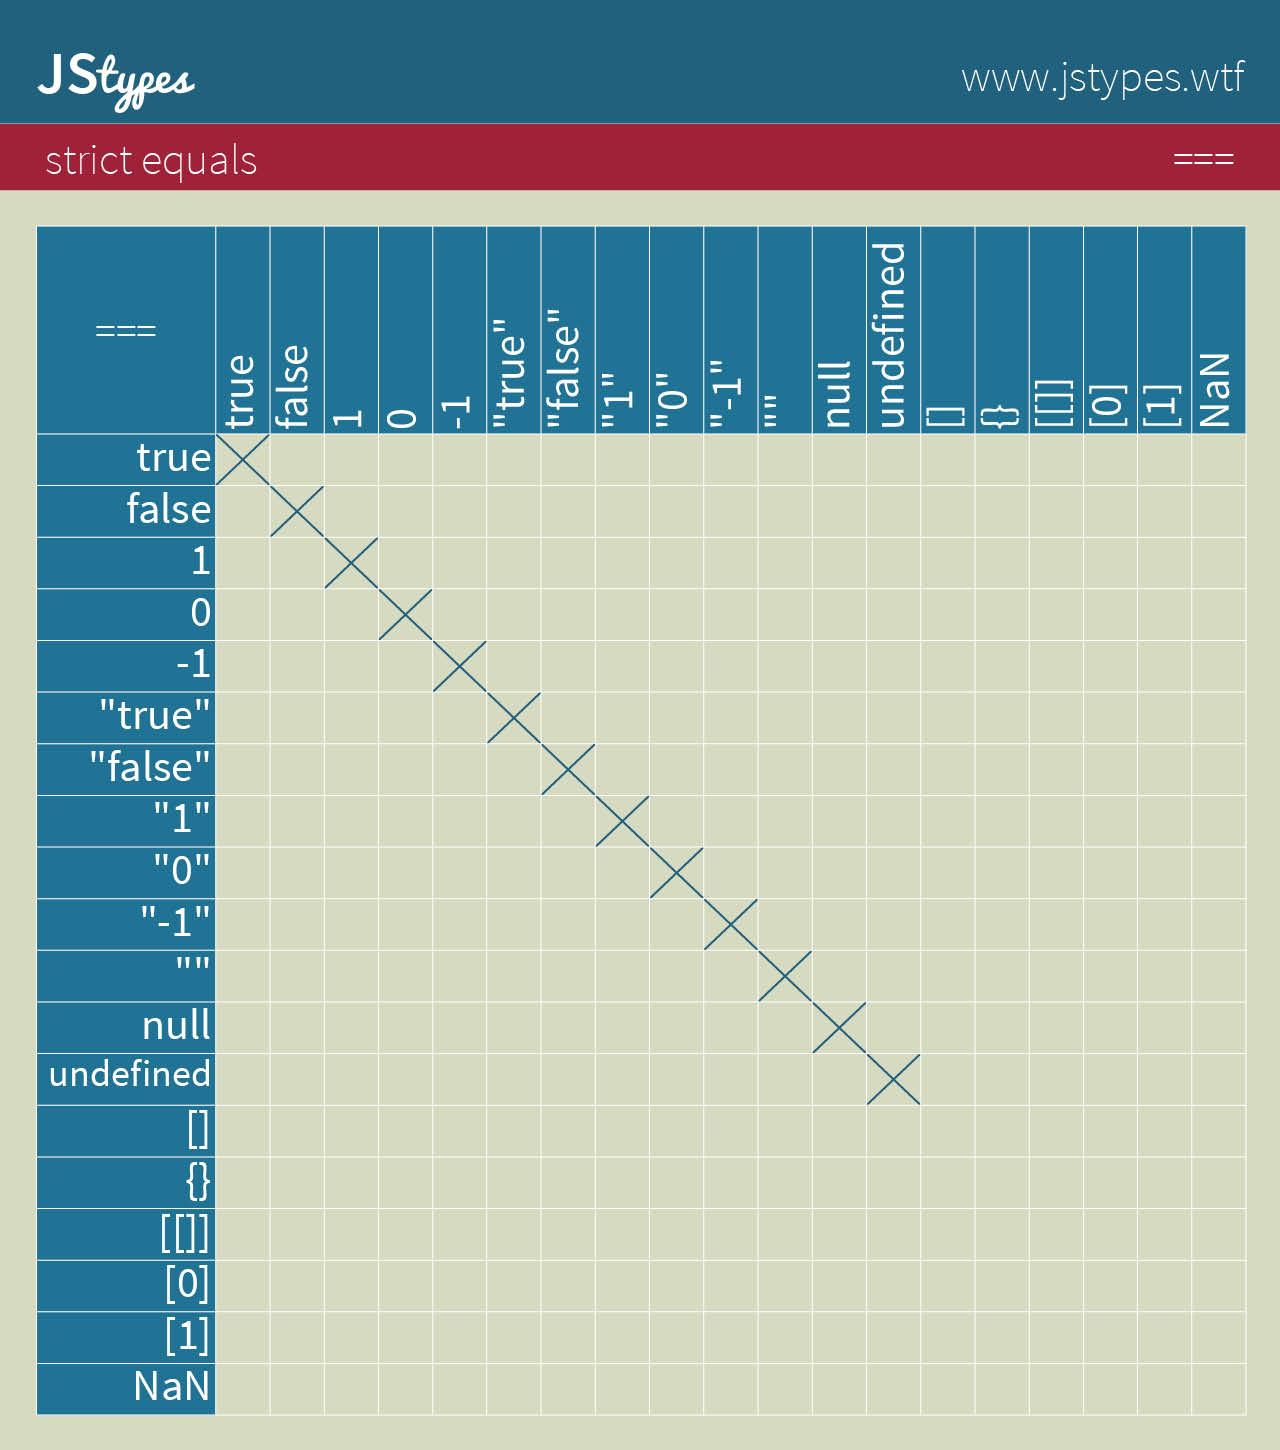 JStypes
www.jstypes.wtf
strict equals
===
===
true
false
1
0
-1
"true"
"false"
"1"
"0"
"-1"
""
null
undefined
[]
{}
[[]]
[0]
[1]
NaN
true
false
1
0
-1
"true"
"false"
"1"
"0"
"-1"
""
null
undefined
[]
{}
[[]]
[0]
[1]
NaN